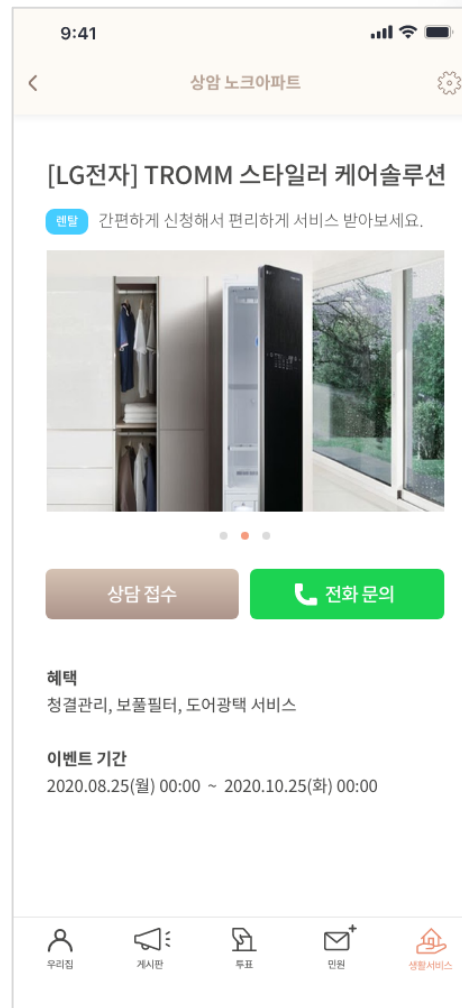 9:41
상암 노크아파트
[LG전자] TROMM 스타일러 케어솔루션
렌탈 간편하게 신청해서 편리하게 서비스 받아보세요.
상담 접수
전화 문의
혜택
청결관리, 보풀필터, 도어광택 서비스
이벤트 기간
2020.08.25(월) 00:00 ~ 2020.10.25(화) 00:00
우리집 게시판 투표 민원 생활서비스